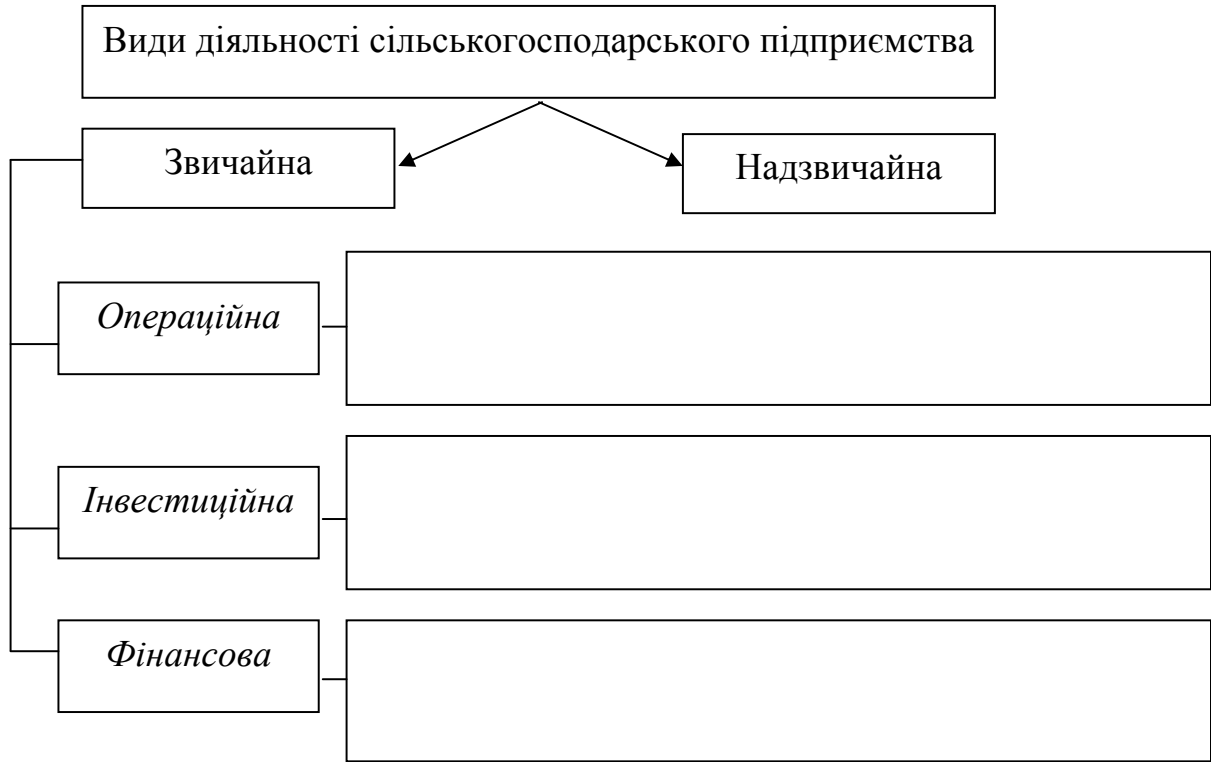 Види діяльності сільськогосподарського підприємства
Звичайна
Надзвичайна
Операційна
Інвестиційна
Фінансова